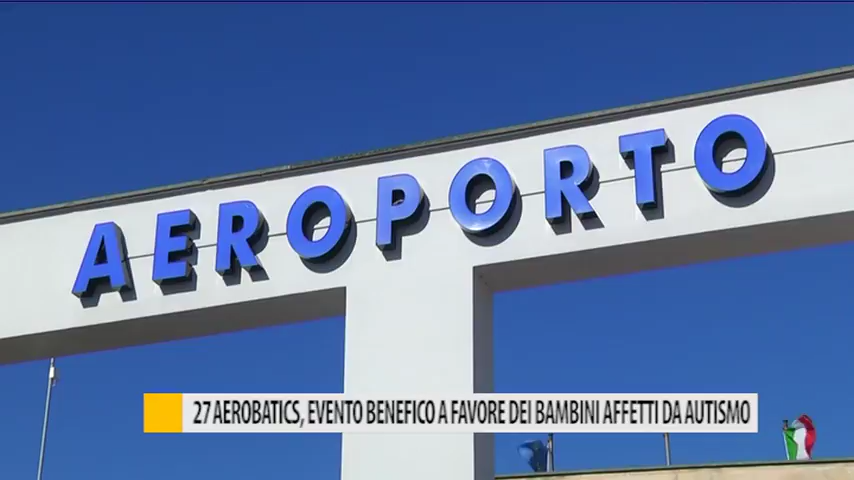 AEROPORTO
27 AEROBATICS, EVENTO BENEFICO A FAVORE DEI BAMBINI AFFETTI DA AUTISMO